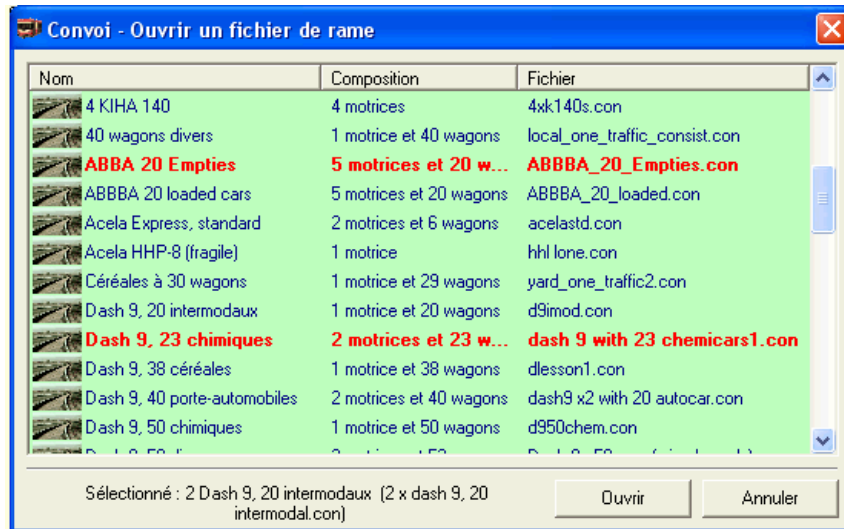 Convoi - Ouvrir un fichier de rame
Nom Composition Fichier
4 KIHA 140 4 motrices 4xk140s.con
40 wagons divers 1 motrice et 40 wagons local_one_traffic_consist.con
ABBA 20 Empties 5 motrices et 20 w... ABBBA_20_Empties.con
ABBBA 20 loaded cars 5 motrices et 20 wagons ABBBA_20_loaded.con
Acela Express, standard 2 motrices et 6 wagons acelastd.con
Acela HHP-8 (fragile) 1 motrice hhl lone.con
Céréales à 30 wagons 1 motrice et 29 wagons yard_one_traffic2.con
Dash 9, 20 intermodaux 1 motrice et 20 wagons d9imod.con
Dash 9, 23 chimiques 2 motrices et 23 w... dash 9 with 23 chemicars1.con
Dash 9, 38 céréales 1 motrice et 38 wagons dlesson1.con
Dash 9, 40 porte-automobiles 2 motrices et 40 wagons dash9 x2 with 20 autocar.con
Dash 9, 50 chimiques 1 motrice et 50 wagons d950chem.con
Sélectionné : 2 Dash 9, 20 intermodaux (2 x dash 9, 20
intermodal.con)
Ouvrir Annuler